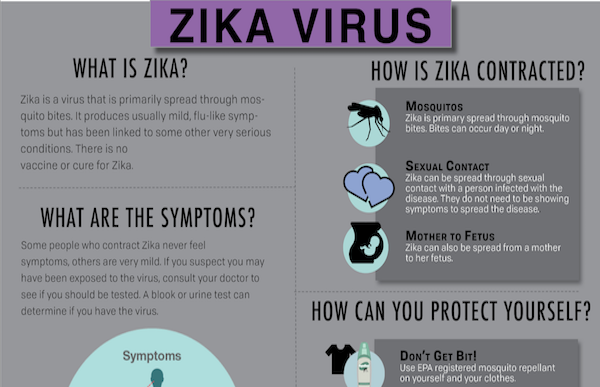 ZIKA VIRUS
WHAT IS ZIKA?
Zika is a virus that is primarily spread through mos-
quito bites. It produces usually mild, flu-like symp-
toms but has been linked to some other very serious
conditions. There is no
vaccine or cure for Zika.
WHAT ARE THE SYMPTOMS?
Some people who contract Zika never feel
symptoms, others are very mild. if you suspect you may
have been exposed to the virus, consult your doctor to
see if you should be tested. A blook or urine test can
determine if you have the virus.
Symptoms
HOW IS ZIKA CONTRACTED?
MOSQUITOS
Zika is primary spread through mosquito
bites. Bites can occur day or night.
SEXUAL CONTACT
Zika can be spread through sexual
contact with a person infected with the
disease. They do not need to be showing
symptoms to spread the disease.
MOTHER TO FETUS
Zika can also be spread from a mother
to her fetus.
HOW CAN YOU PROTECT YOURSELF?
DON'T GET BIT!
Use EPA registered mosquito repellant
on yourself and your clothes.